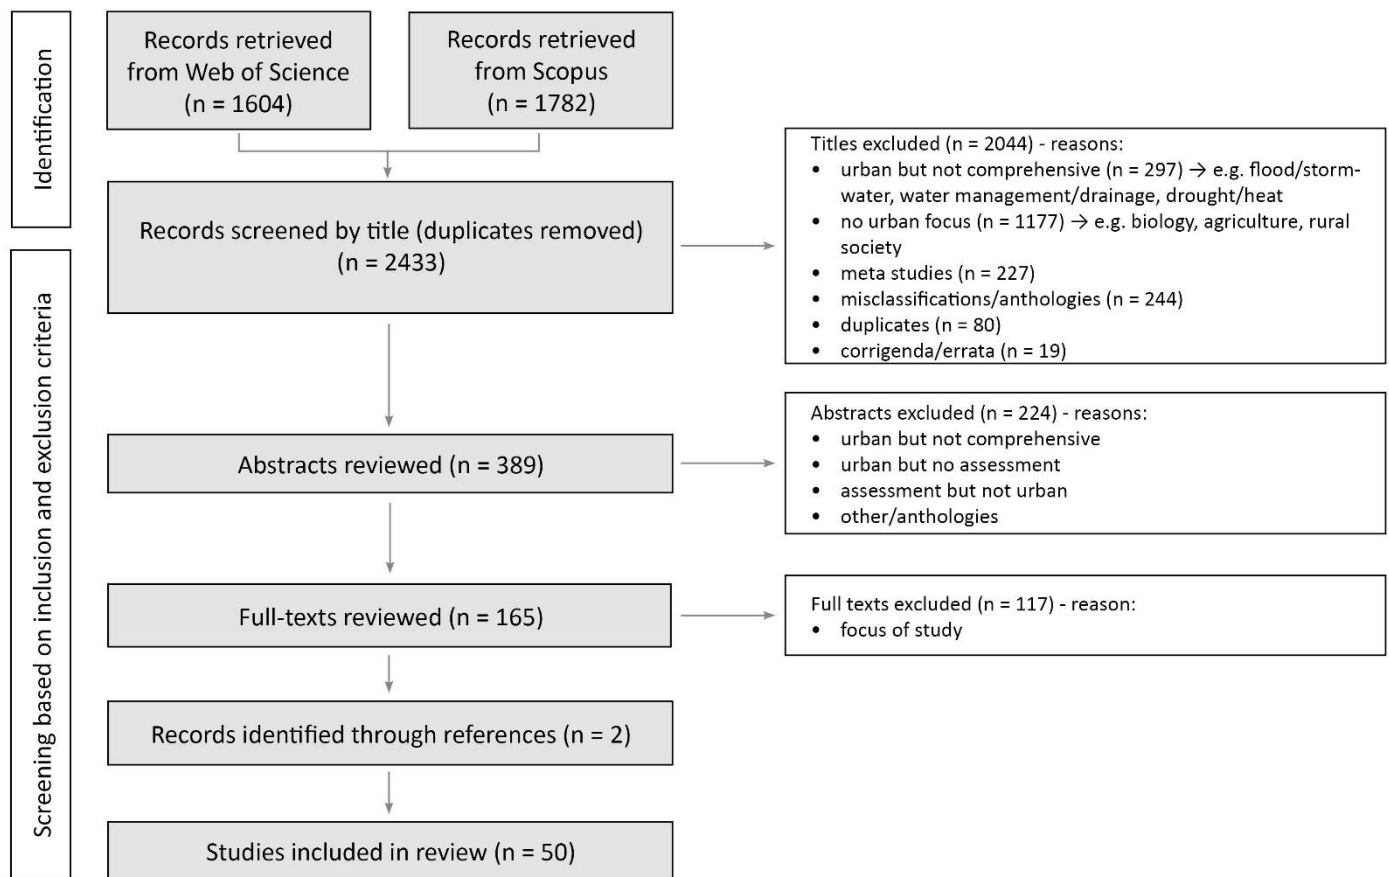 Identification
Records retrieved
from Web of Science
(n = 1604)
Records retrieved
from Scopus
(n = 1782)
Records screened by title (duplicates removed)
(n = 2433)
Titles excluded (n = 2044) - reasons:
• urban but not comprehensive (n = 297) → e.g. flood/storm-
water, water management/drainage, drought/heat
• no urban focus (n = 1177) → e.g. biology, agriculture, rural
society
• meta studies (n = 227)
• misclassifications/anthologies (n = 244)
• duplicates (n = 80)
• corrigenda/errata (n = 19)
Screening based on inclusion and exclusion criteria
Abstracts reviewed (n = 389)
Abstracts excluded (n = 224) - reasons:
• urban but not comprehensive
• urban but no assessment
• assessment but not urban
• other/anthologies
Full-texts reviewed (n = 165)
Full texts excluded (n = 117) - reason:
• focus of study
Records identified through references (n = 2)
Studies included in review (n = 50)